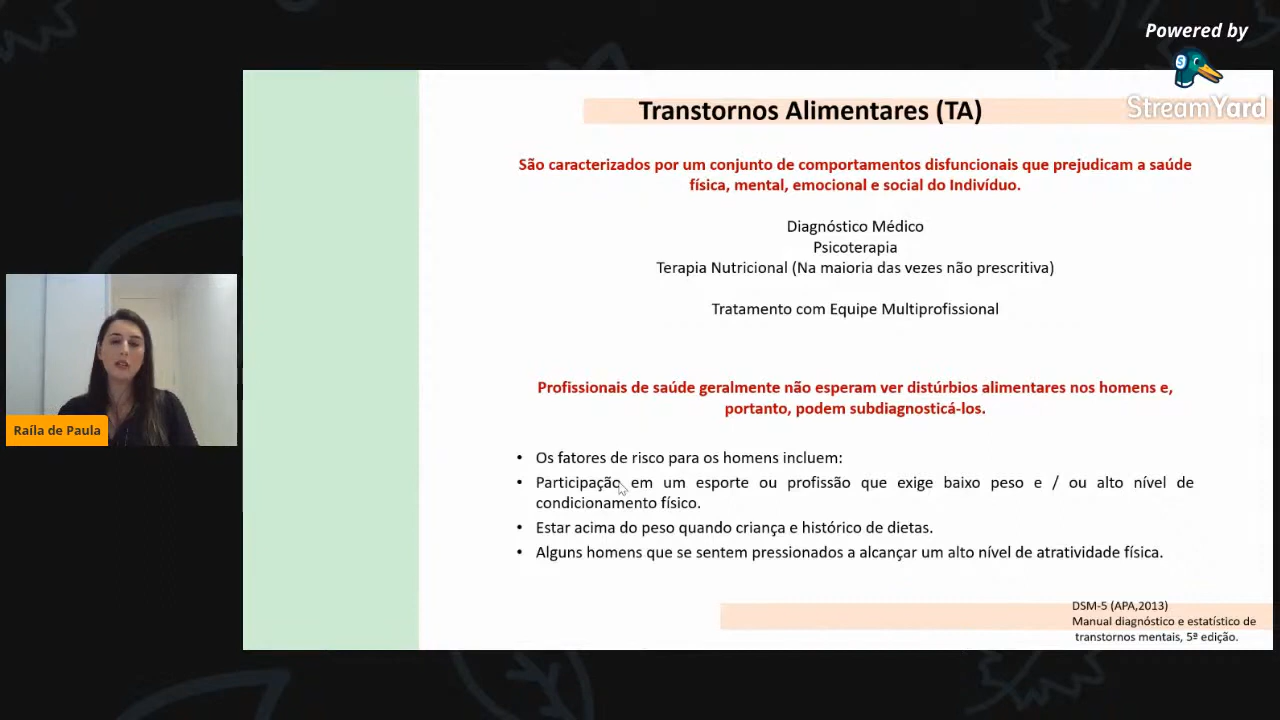 Powered by
StreamYard
Transtornos Alimentares (TA)
São caracterizados por um conjunto de comportamentos disfuncionais que prejudicam a saúde
física, mental, emocional e social do Indivíduo.
Diagnóstico Médico
Psicoterapia
Terapia Nutricional (Na maioria das vezes não prescritiva)
Tratamento com Equipe Multiprofissional
Profissionais de saúde geralmente não esperam ver distúrbios alimentares nos homens e,
portanto, podem subdiagnosticá-los.
Raíla de Paula
• Os fatores de risco para os homens incluem:
• Participação em um esporte ou profissão que exige baixo peso e / ou alto nível de
condicionamento físico.
• Estar acima do peso quando criança e histórico de dietas.
• Alguns homens que se sentem pressionados a alcançar um alto nível de atratividade física.
DSM-5 (APA,2013)
Manual diagnóstico e estatístico de
transtornos mentais, 5ª edição.